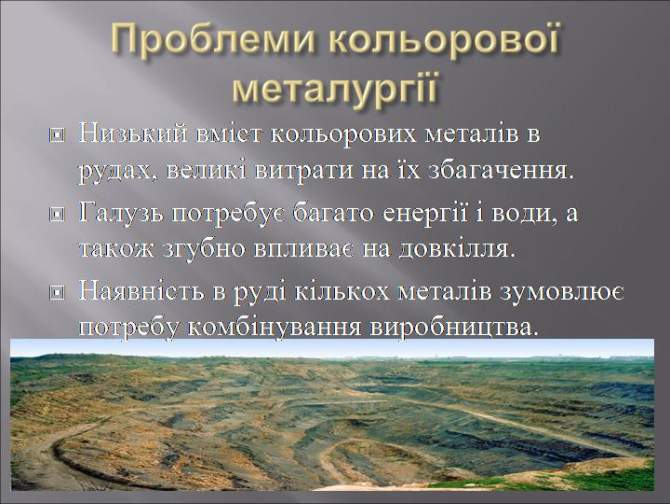 Проблеми кольорової
металургії
Низький вміст кольорових металів в
рудах, великі витрати на їх збагачення.
Галузь потребує багато енергії і води, а
також згубно впливає на довкілля.
Наявність в руді кількох металів зумовлює
потребу комбінування виробництва.